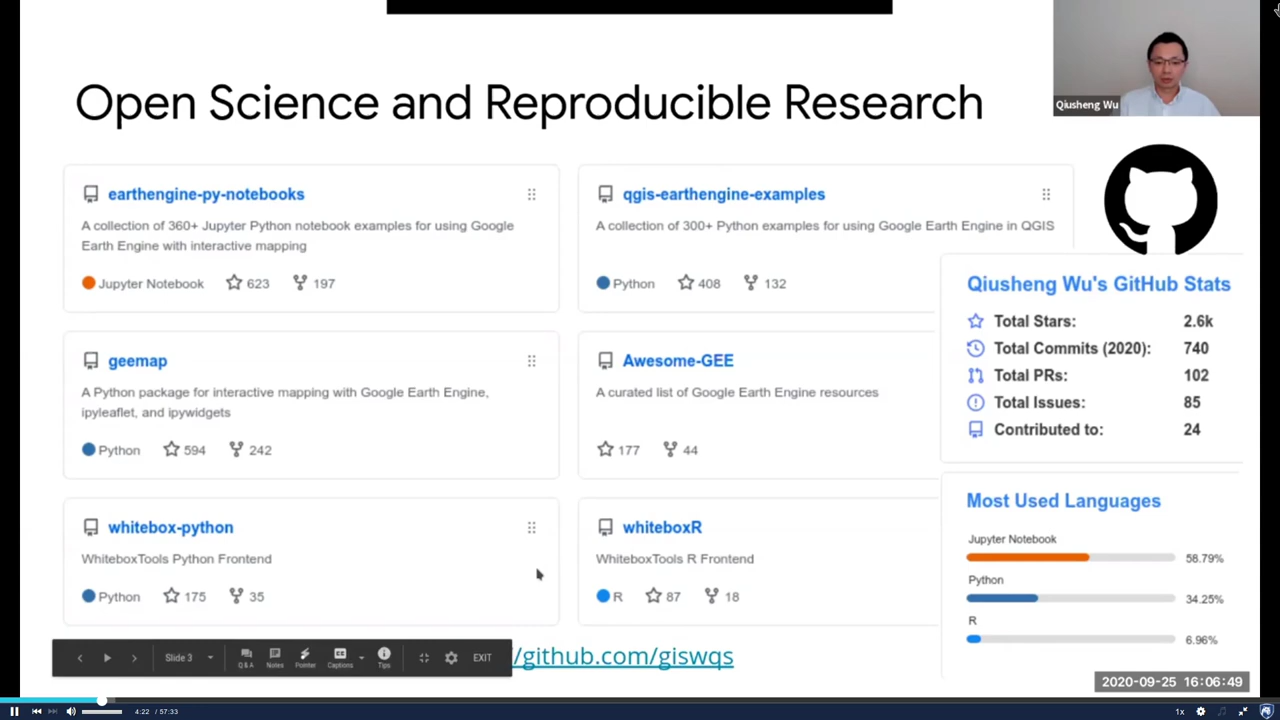 Qiusheng Wu
Open Science and Reproducible Research
earthengine-py-notebooks
A collection of 360+ Jupyter Python notebook examples for using Google
Earth Engine with interactive mapping
Jupyter Notebook 623 197
qgis-earthengine-examples
A collection of 300+ Python examples for using Google Earth Engine in QGIS
Python 408 132
geemap
A Python package for interactive mapping with Google Earth Engine,
ipyleaflet, and ipywidgets
Python 594 242
Awesome-GEE
A curated list of Google Earth Engine resources
177 44
whitebox-python
WhiteboxTools Python Frontend
Python 175 35
whiteboxR
WhiteboxTools R Frontend
R 87 18
Qiusheng Wu's GitHub Stats
Total Stars: 2.6k
Total Commits (2020): 740
Total PRs: 102
Total Issues: 85
Contributed to: 24
Most Used Languages
Jupyter Notebook
58.79%
Python
34.25%
R
6.96%
Slide 3 Q & A Notes Pointer CC Captions Tips EXIT
/github.com/giswqs
2020-09-25 16:06:49
4:22 / 57:33 1x